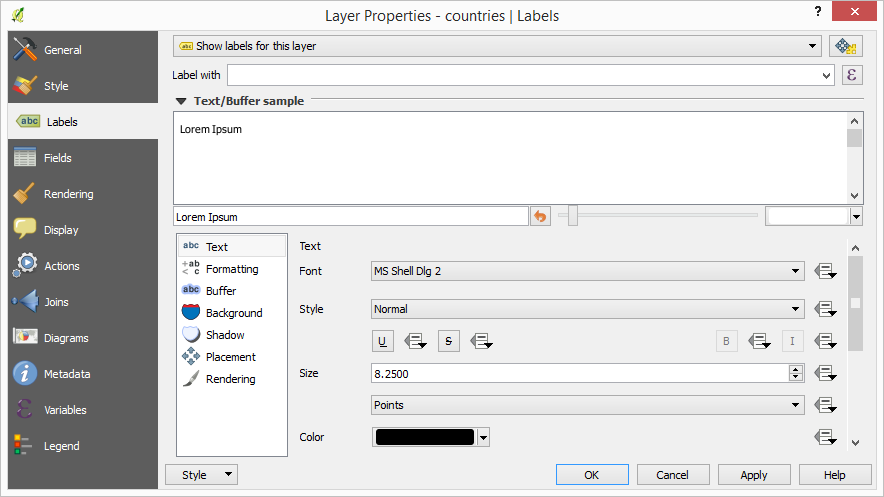 Layer Properties - countries | Labels
?
General
Style
Labels
Fields
Rendering
Display
Actions
Joins
Diagrams
Metadata
Variables
Legend
abc Show labels for this layer
Label with
ε
Text/Buffer sample
Lorem Ipsum
Lorem Ipsum
abc Text
+ab < c Formatting
abc Buffer
Background
Shadow
Placement
Rendering
Text
Font MS Shell Dlg 2
Style Normal
U S B I
Size 8.2500
Points
Color
Style OK Cancel Apply Help